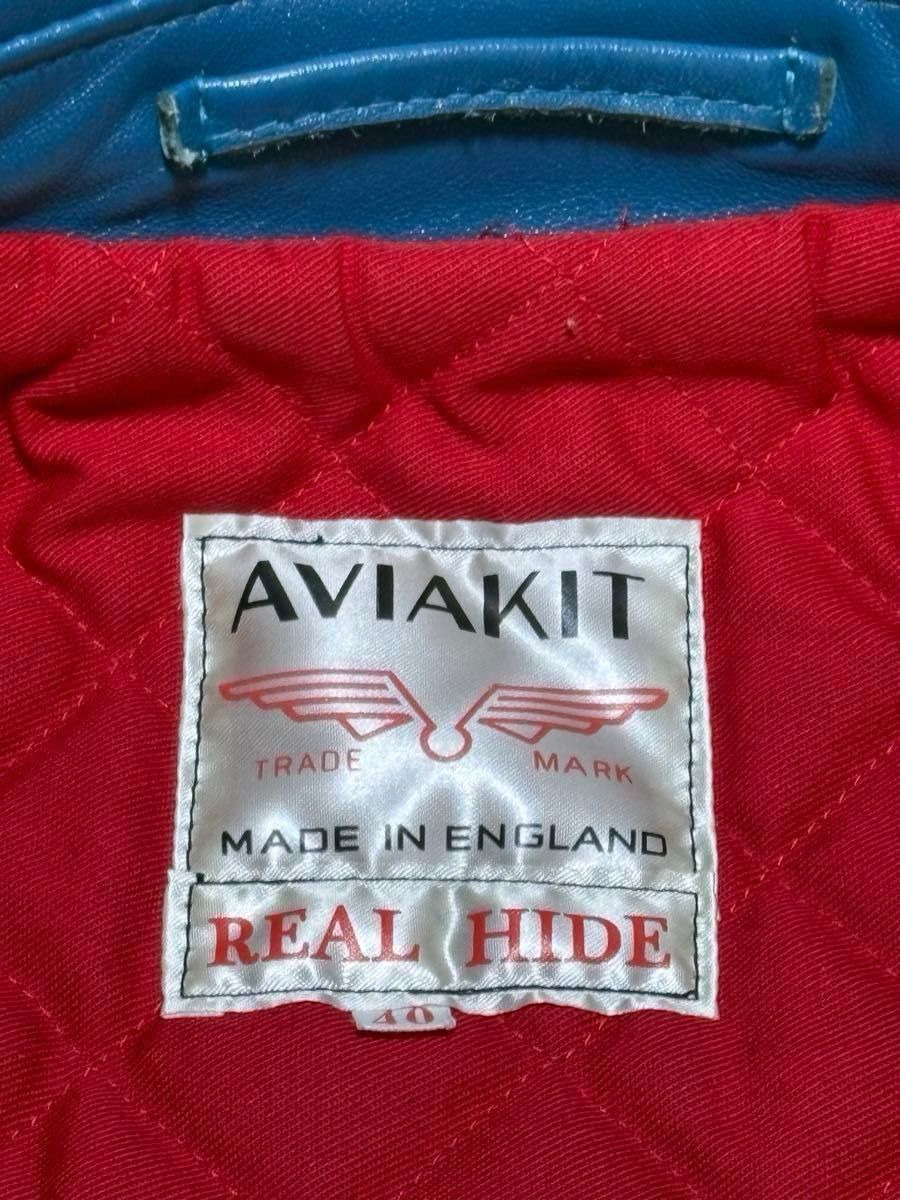 AVIAKIT
TRADE MARK
MADE IN ENGLAND
REAL HIDE
40